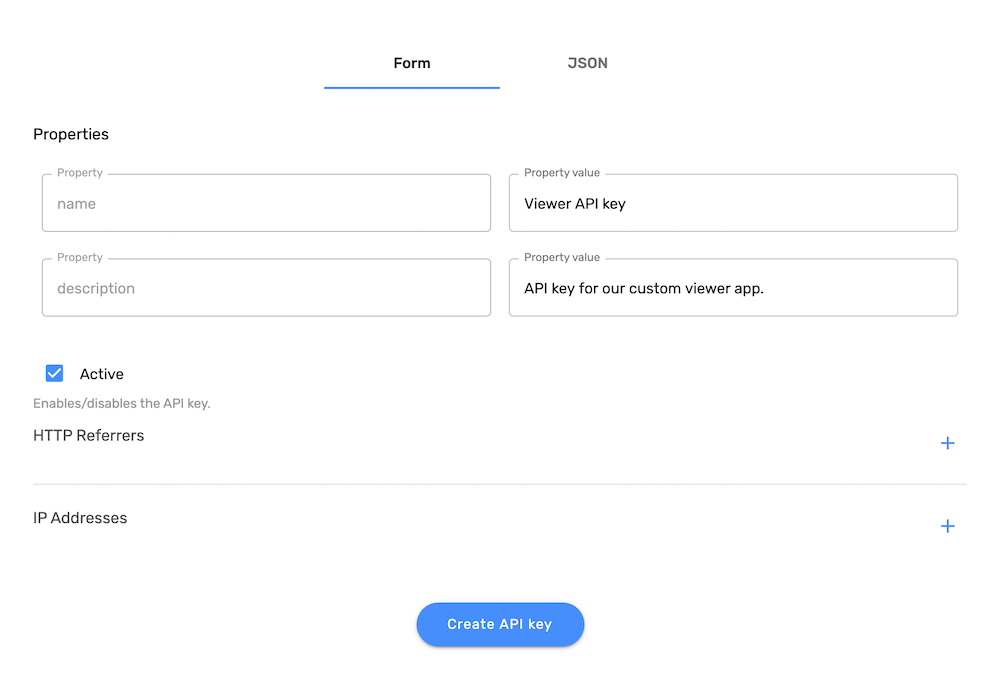 Form JSON
Properties
Property Property value
name Viewer API key
Property Property value
description API key for our custom viewer app.
Active
Enables/disables the API key.
HTTP Referrers
IP Addresses
Create API key